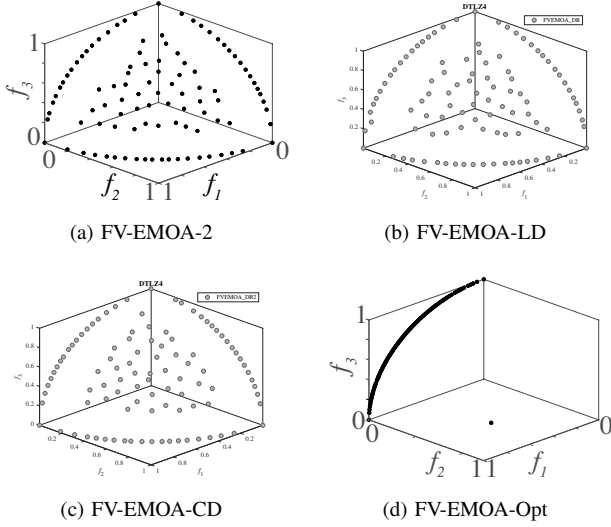 1
f3
0
0
0
f2
11
f1
(a) FV-EMOA-2
DTLZ4
FVEMOA_DR
1
0.8
0.6
0.4
0.2
f3
0.2
0.4
0.6
0.8
1
1
0.8
0.6
0.4
0.2
f2
f1
(b) FV-EMOA-LD
DTLZ4
FVEMOA_DR2
1
0.8
0.6
0.4
0.2
0
f3
0.2
0.4
0.6
0.8
1
1
0.8
0.6
0.4
0.2
f2
f1
(c) FV-EMOA-CD
1
f3
0
0
f2
11
f1
(d) FV-EMOA-Opt